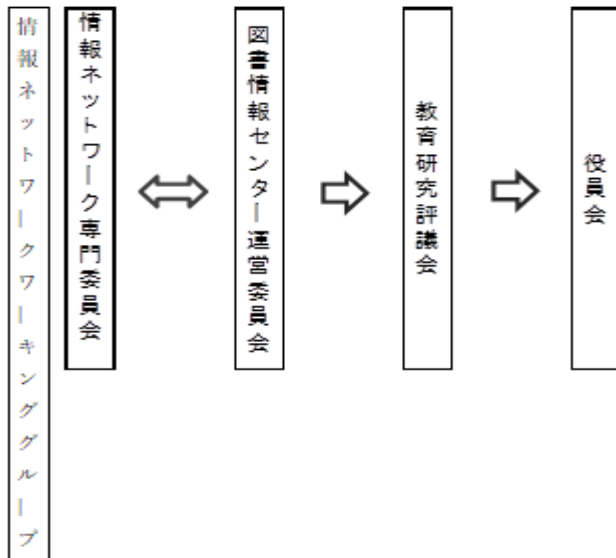 情報ネットワークワーキンググループ
情報ネットワーク専門委員会
図書情報センター運営委員会
教育研究評議会
役員会